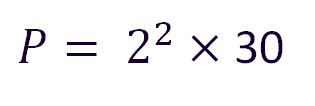 P = 2² × 30